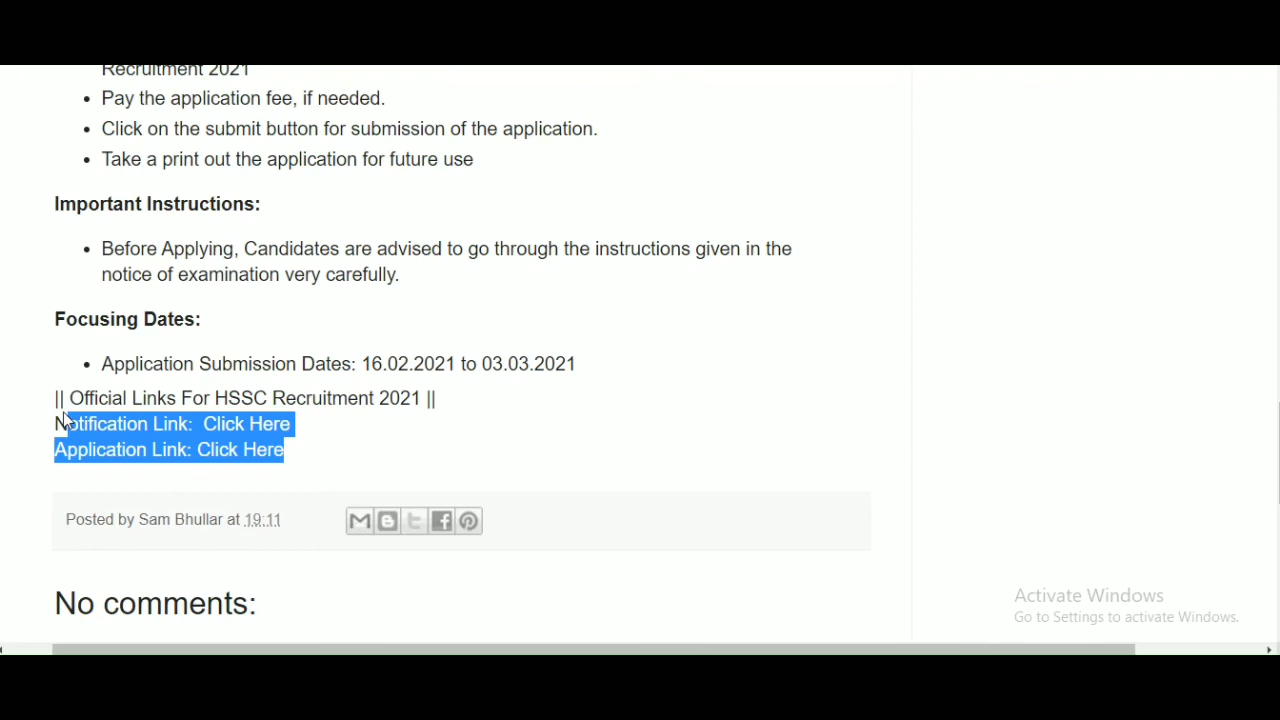 Recruitment 2021
• Pay the application fee, if needed.
• Click on the submit button for submission of the application.
• Take a print out the application for future use
Important Instructions:
• Before Applying, Candidates are advised to go through the instructions given in the
notice of examination very carefully.
Focusing Dates:
• Application Submission Dates: 16.02.2021 to 03.03.2021
|| Official Links For HSSC Recruitment 2021 ||
Notification Link:  Click Here
Application Link: Click Here
Posted by Sam Bhullar at 19:11
No comments:
Activate Windows
Go to Settings to activate Windows.